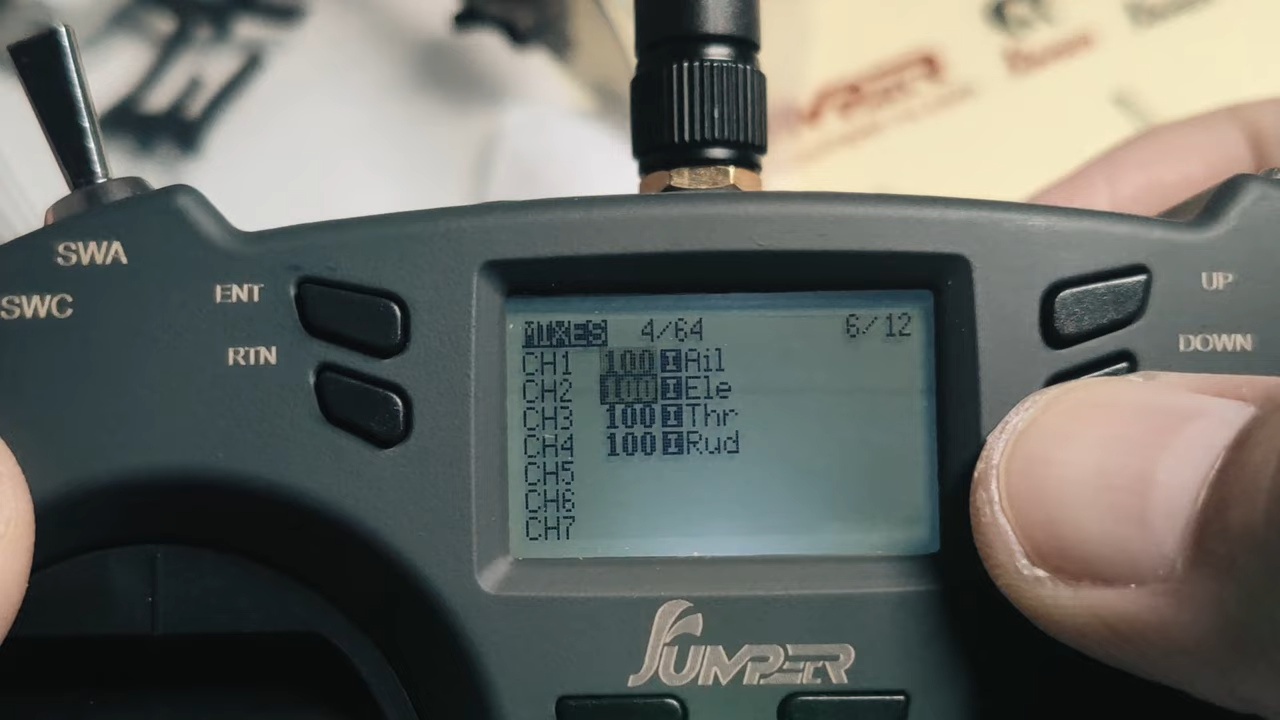 SWA
SWC
ENT
RTN
UP
DOWN
MIXES 4/64 6/12
CH1 100 I Ail
CH2 100 I Ele
CH3 100 I Thr
CH4 100 I Rud
CH5
CH6
CH7
JUMPER